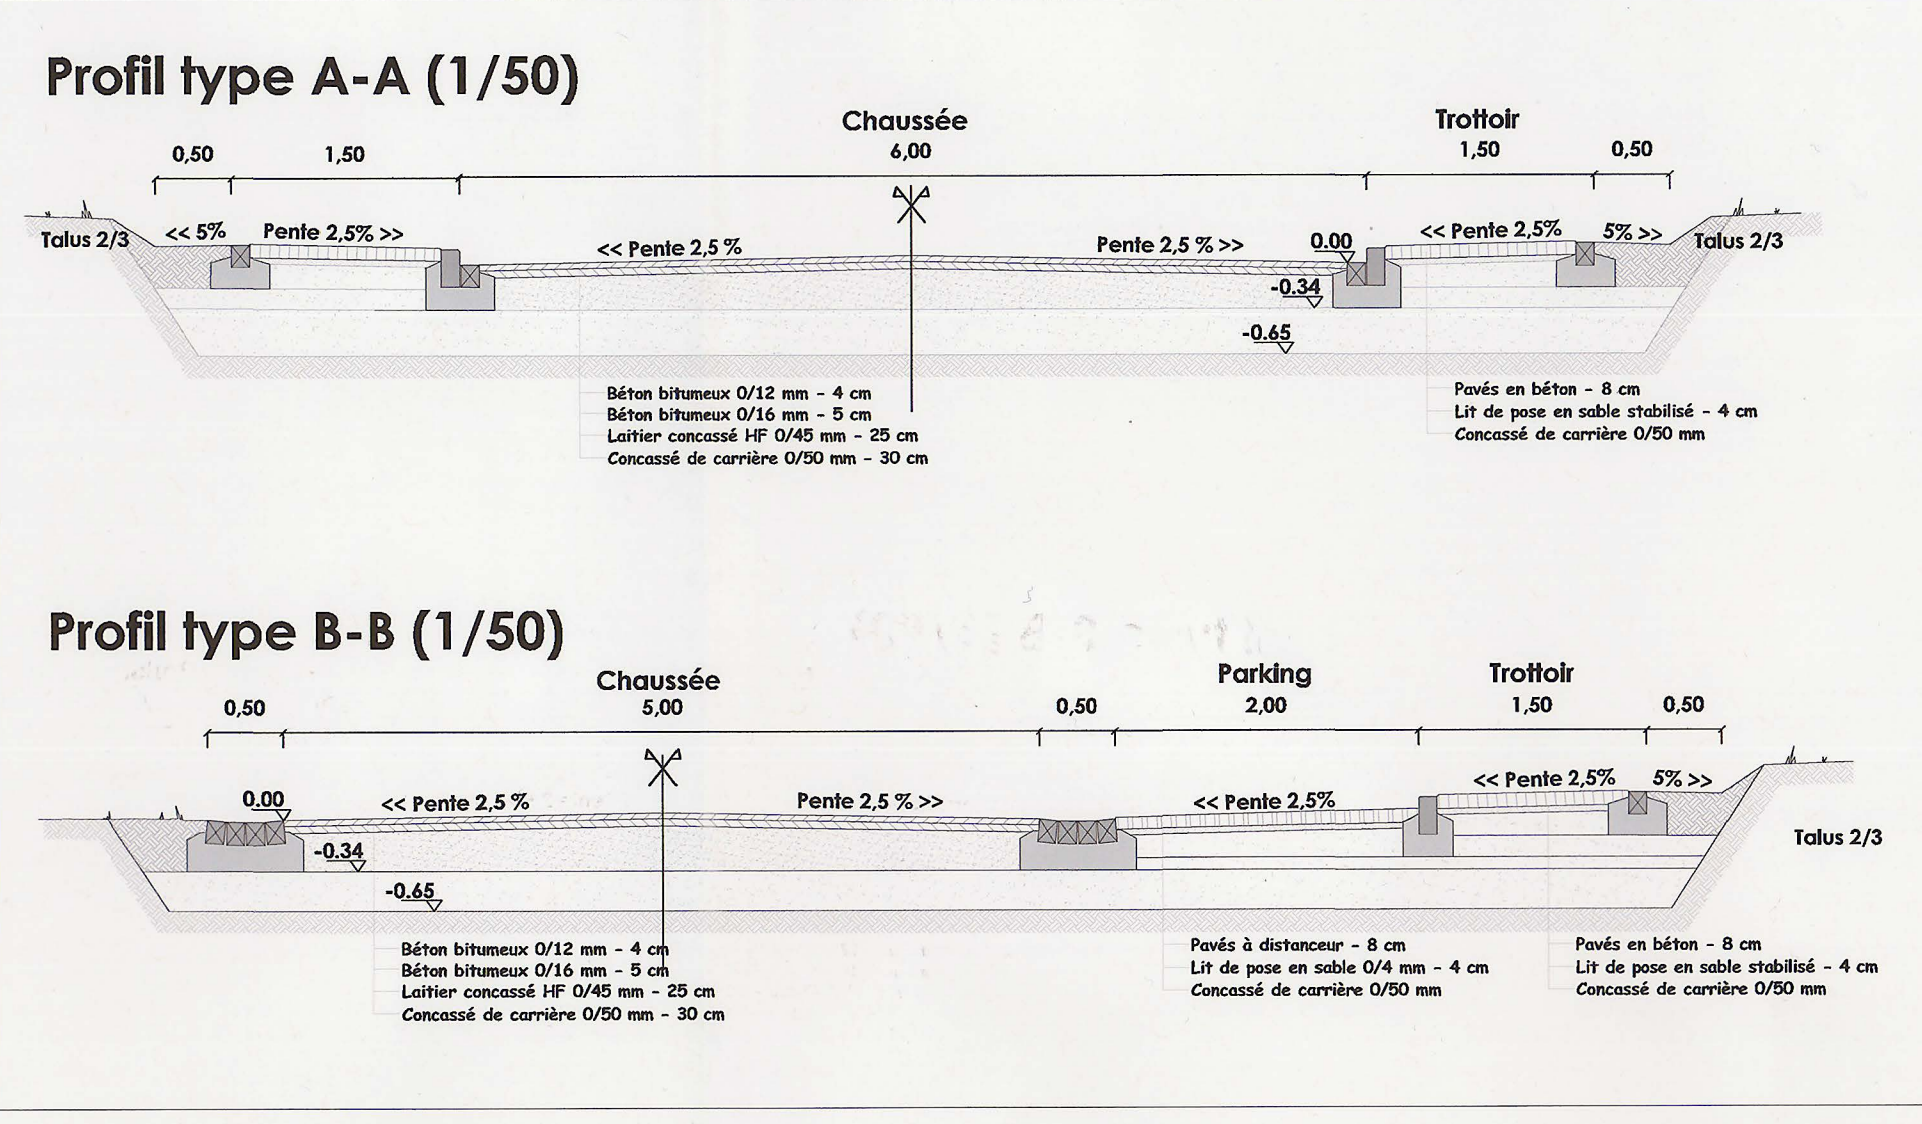 Profil type A-A (1/50)
Chaussée
Trottoir
0,50
1,50
6,00
1,50
0,50
Talus 2/3
<< 5%
Pente 2,5% >>
<< Pente 2,5 %
Pente 2,5 % >>
0.00
<< Pente 2,5%
5% >>
Talus 2/3
-0.34
-0.65
Béton bitumeux 0/12 mm - 4 cm
Béton bitumeux 0/16 mm - 5 cm
Laitier concassé HF 0/45 mm - 25 cm
Concassé de carrière 0/50 mm - 30 cm
Pavés en béton - 8 cm
Lit de pose en sable stabilisé - 4 cm
Concassé de carrière 0/50 mm
Profil type B-B (1/50)
Chaussée
Parking
Trottoir
0,50
5,00
0,50
2,00
1,50
0,50
0.00
<< Pente 2,5 %
Pente 2,5 % >>
<< Pente 2,5%
<< Pente 2,5%
5% >>
Talus 2/3
-0.34
-0.65
Béton bitumeux 0/12 mm - 4 cm
Béton bitumeux 0/16 mm - 5 cm
Laitier concassé HF 0/45 mm - 25 cm
Concassé de carrière 0/50 mm - 30 cm
Pavés à distanceur - 8 cm
Lit de pose en sable 0/4 mm - 4 cm
Concassé de carrière 0/50 mm
Pavés en béton - 8 cm
Lit de pose en sable stabilisé - 4 cm
Concassé de carrière 0/50 mm